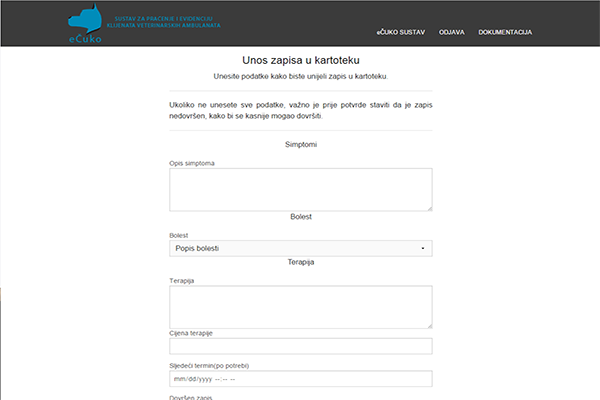 SUSTAV ZA PRAĆENJE I EVIDENCIJU
KLIJENATA VETERINARSKIH AMBULANATA
eČuko
eČUKO SUSTAV ODJAVA DOKUMENTACIJA
Unos zapisa u kartoteku
Unesite podatke kako biste unijeli zapis u kartoteku.
Ukoliko ne unesete sve podatke, važno je prije potvrde staviti da je zapis
nedovršen, kako bi se kasnije mogao dovršiti.
Simptomi
Opis simptoma
Bolest
Bolest
Popis bolesti
Terapija
Terapija
Cijena terapije
Sljedeći termin(po potrebi)
mm/dd/yyyy --:-- --
Dovršen zapis